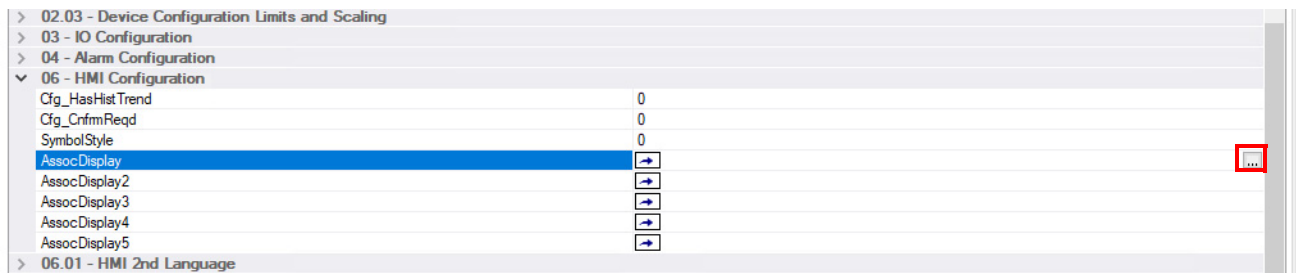 02.03 - Device Configuration Limits and Scaling
03 - IO Configuration
04 - Alarm Configuration
06 - HMI Configuration
Cfg_HasHistTrend 0
Cfg_CnfrmReqd 0
SymbolStyle 0
AssocDisplay ...
AssocDisplay2
AssocDisplay3
AssocDisplay4
AssocDisplay5
06.01 - HMI 2nd Language